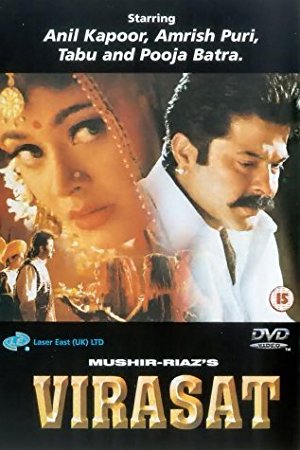 Starring
Anil Kapoor, Amrish Puri,
Tabu and Pooja Batra.
15
Laser East (UK) LTD
DVD
VIDEO
MUSHIR-RIAZ'S
VIRASAT